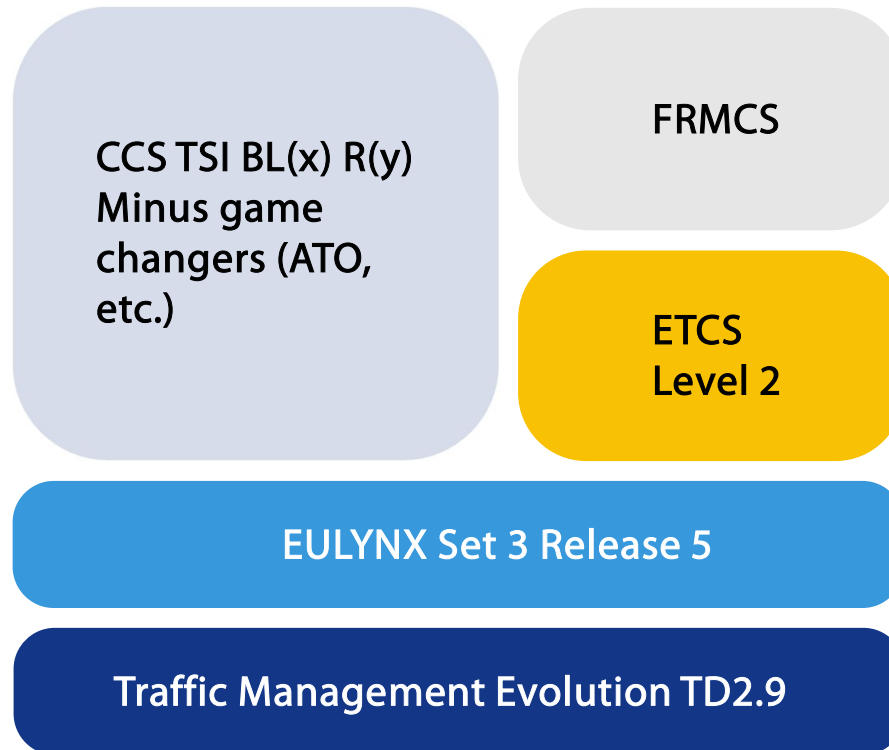 CCS TSI BL(x) R(y)
Minus game
changers (ATO,
etc.)
FRMCS
ETCS
Level 2
EULYNX Set 3 Release 5
Traffic Management Evolution TD2.9